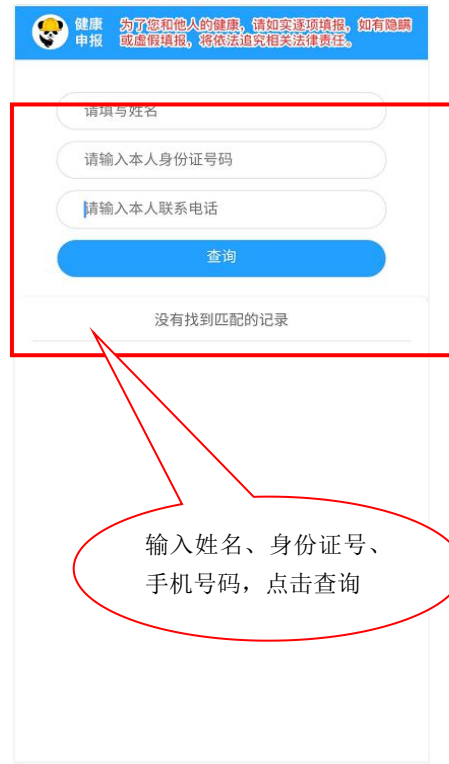 健康
申报
为了您和他人的健康，请如实逐项填报，如有隐瞒
或虚假填报，将依法追究相关法律责任。
请填写姓名
请输入本人身份证号码
请输入本人联系电话
查询
没有找到匹配的记录
输入姓名、身份证号、
手机号码，点击查询